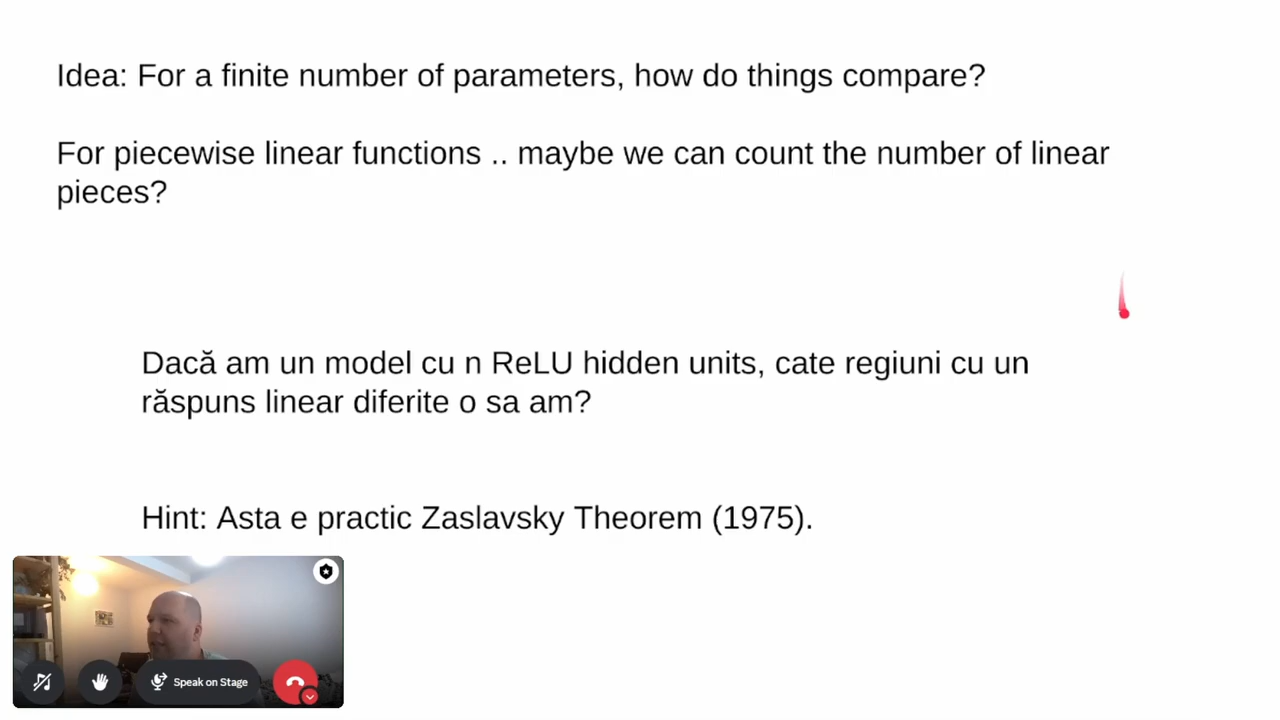 Idea: For a finite number of parameters, how do things compare?
For piecewise linear functions .. maybe we can count the number of linear
pieces?
Dacă am un model cu n ReLU hidden units, cate regiuni cu un
răspuns linear diferite o sa am?
Hint: Asta e practic Zaslavsky Theorem (1975).
Speak on Stage